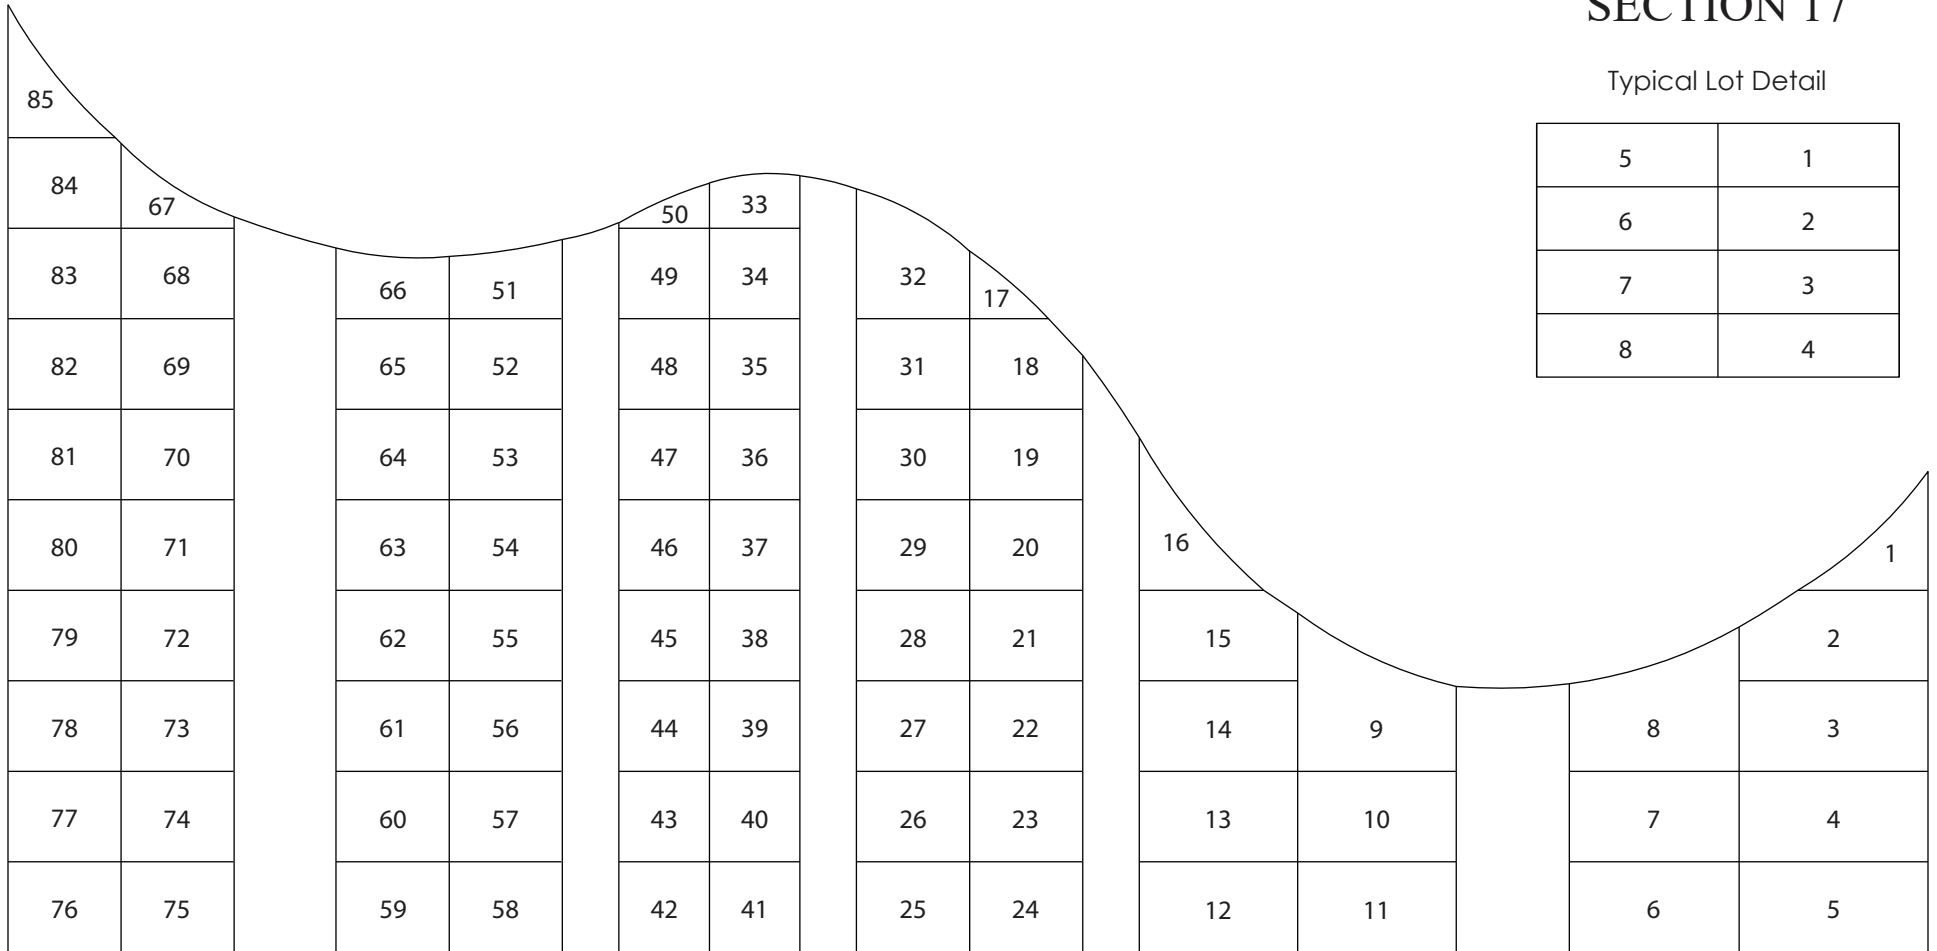 SECTION 17
Typical Lot Detail
5 1
6 2
7 3
8 4
85
84
67
50 33
83 68 66 51 49 34 32 17
82 69 65 52 48 35 31 18
81 70 64 53 47 36 30 19
80 71 63 54 46 37 29 20 16 1
79 72 62 55 45 38 28 21 15 2
78 73 61 56 44 39 27 22 14 9 8 3
77 74 60 57 43 40 26 23 13 10 7 4
76 75 59 58 42 41 25 24 12 11 6 5